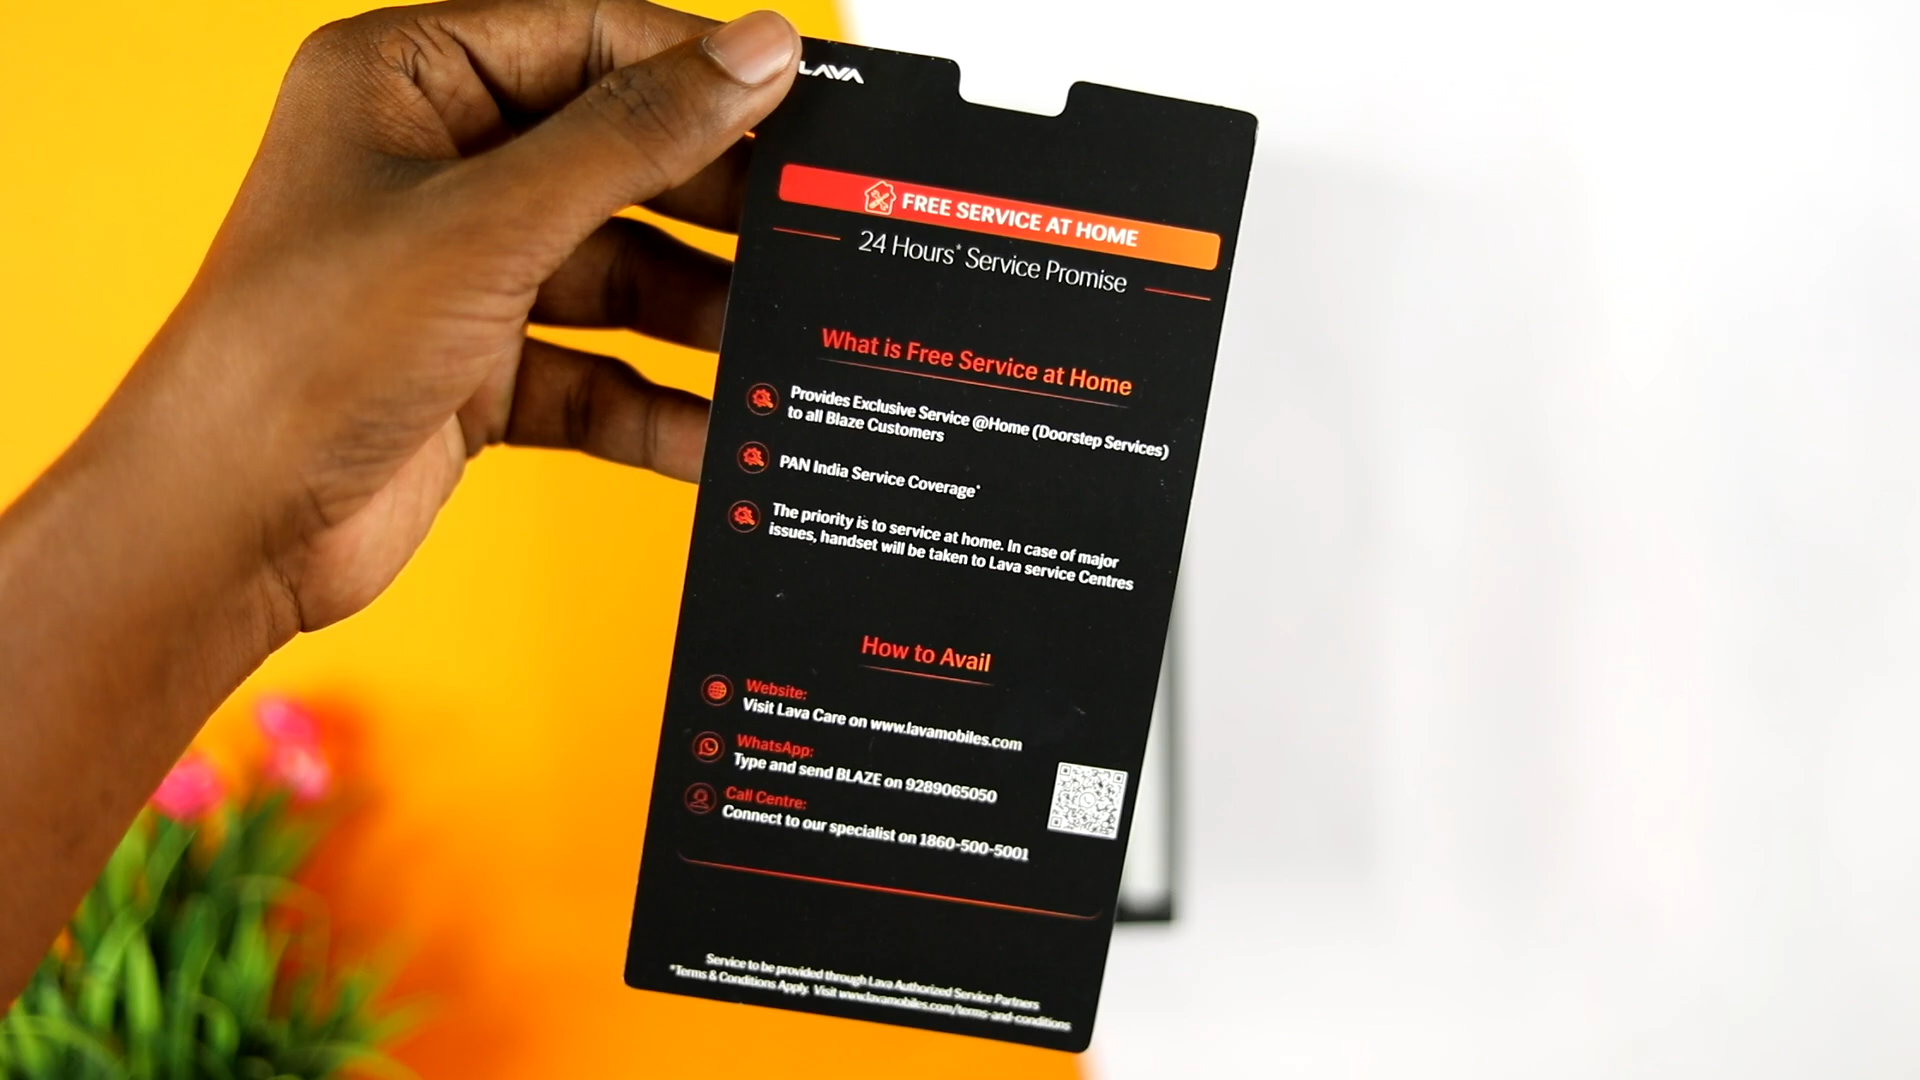 LAVA
FREE SERVICE AT HOME
24 Hours* Service Promise
What is Free Service at Home
Provides Exclusive Service @Home (Doorstep Services)
to all Blaze Customers
PAN India Service Coverage*
The priority is to service at home. In case of major
issues, handset will be taken to Lava service Centres
How to Avail
Website:
Visit Lava Care on www.lavamobiles.com
WhatsApp:
Type and send BLAZE on 9289065050
Call Centre:
Connect to our specialist on 1860-500-5001
Service to be provided through Lava Authorized Service Partners
*Terms & Conditions Apply. Visit www.lavamobiles.com/terms-and-conditions